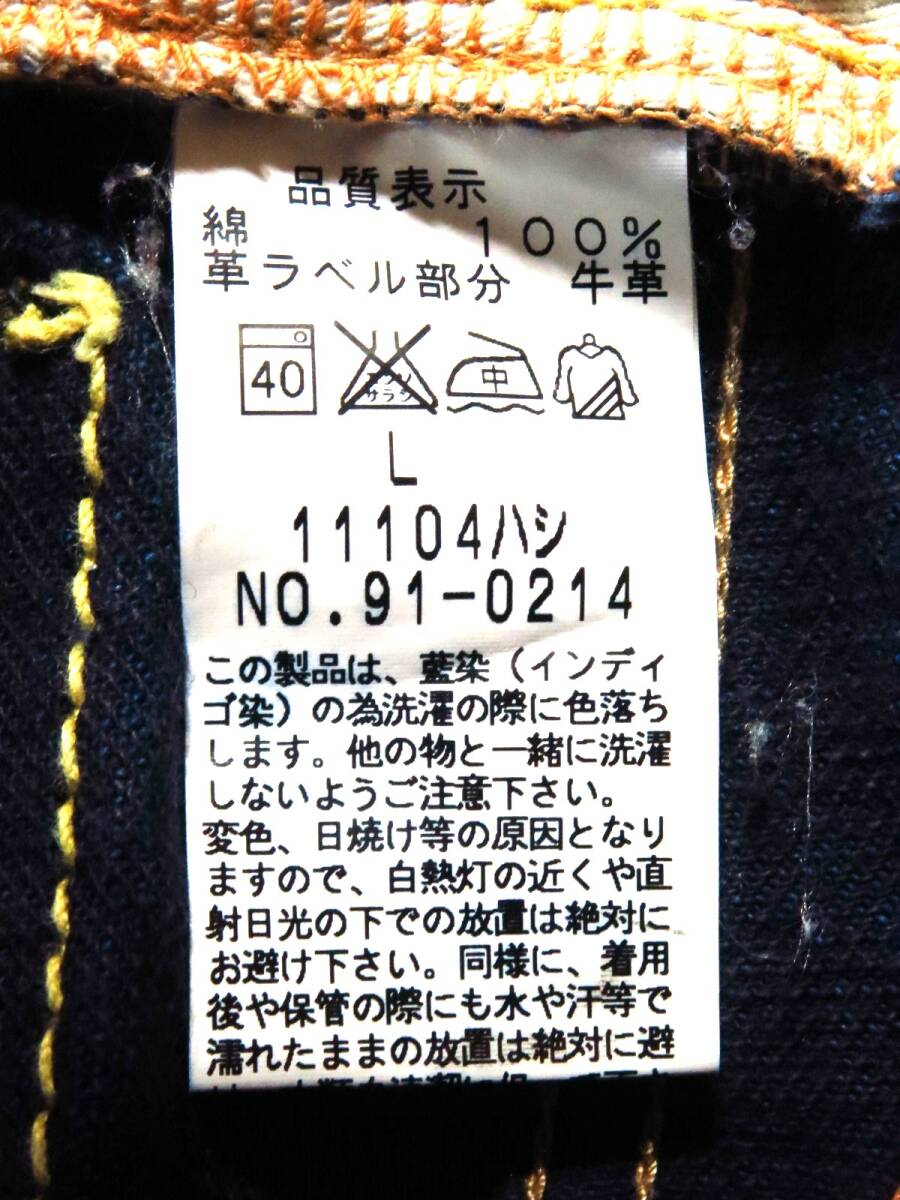 品質表示
綿 100%
革ラベル部分 牛革
40 エンソ サラシ 中
L
11104ハシ
NO.91-0214
この製品は、藍染（インディ
ゴ染）の為洗濯の際に色落ち
します。他の物と一緒に洗濯
しないようご注意下さい。
変色、日焼け等の原因となり
ますので、白熱灯の近くや直
射日光の下での放置は絶対に
お避け下さい。同様に、着用
後や保管の際にも水や汗等で
濡れたままの放置は絶対に避